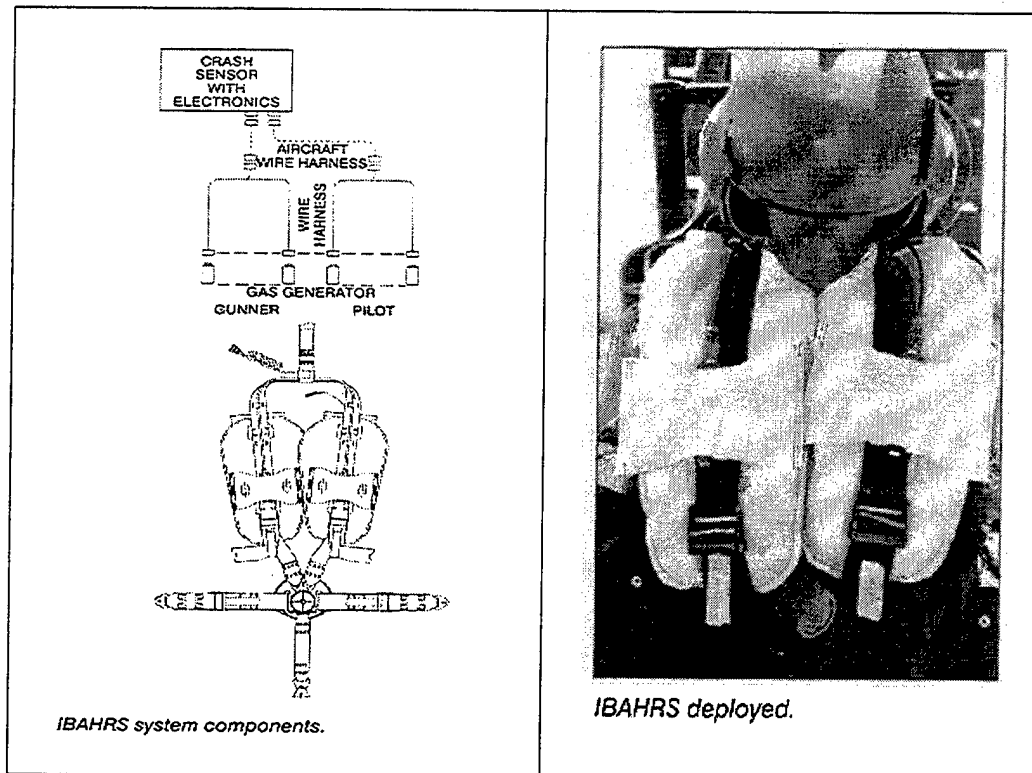 CRASH
SENSOR
WITH
ELECTRONICS
AIRCRAFT
WIRE HARNESS
WIRE
HARNESS
GAS GENERATOR
GUNNER PILOT
IBAHRS system components.
IBAHRS deployed.